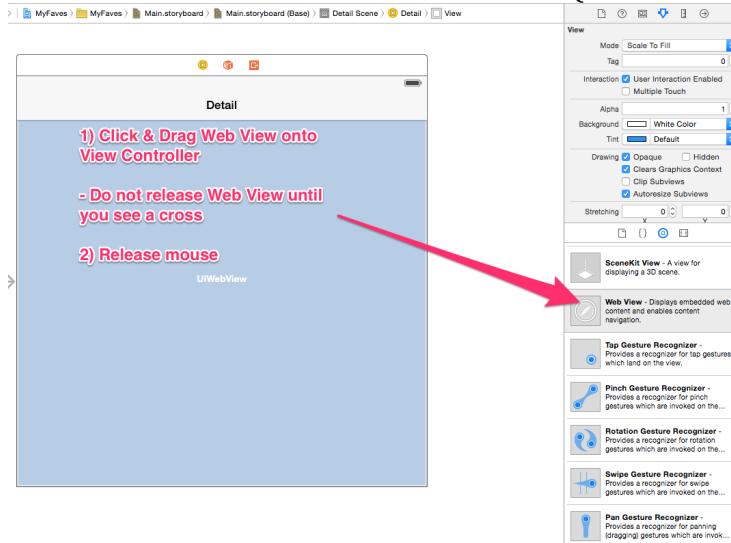 MyFaves › MyFaves › Main.storyboard › Main.storyboard (Base) › Detail Scene › Detail › View
Detail
1) Click & Drag Web View onto
View Controller
- Do not release Web View until
you see a cross
2) Release mouse
UIWebView
View
Mode Scale To Fill
Tag 0
Interaction User Interaction Enabled
Multiple Touch
Alpha 1
Background White Color
Tint Default
Drawing Opaque Hidden
Clears Graphics Context
Clip Subviews
Autoresize Subviews
Stretching 0 0
X Y
{}
SceneKit View - A view for
displaying a 3D scene.
Web View - Displays embedded web
content and enables content
navigation.
Tap Gesture Recognizer -
Provides a recognizer for tap gestures
which land on the view.
Pinch Gesture Recognizer -
Provides a recognizer for pinch
gestures which are invoked on the...
Rotation Gesture Recognizer -
Provides a recognizer for rotation
gestures which are invoked on the...
Swipe Gesture Recognizer -
Provides a recognizer for swipe
gestures which are invoked on the...
Pan Gesture Recognizer -
Provides a recognizer for panning
(dragging) gestures which are invok...